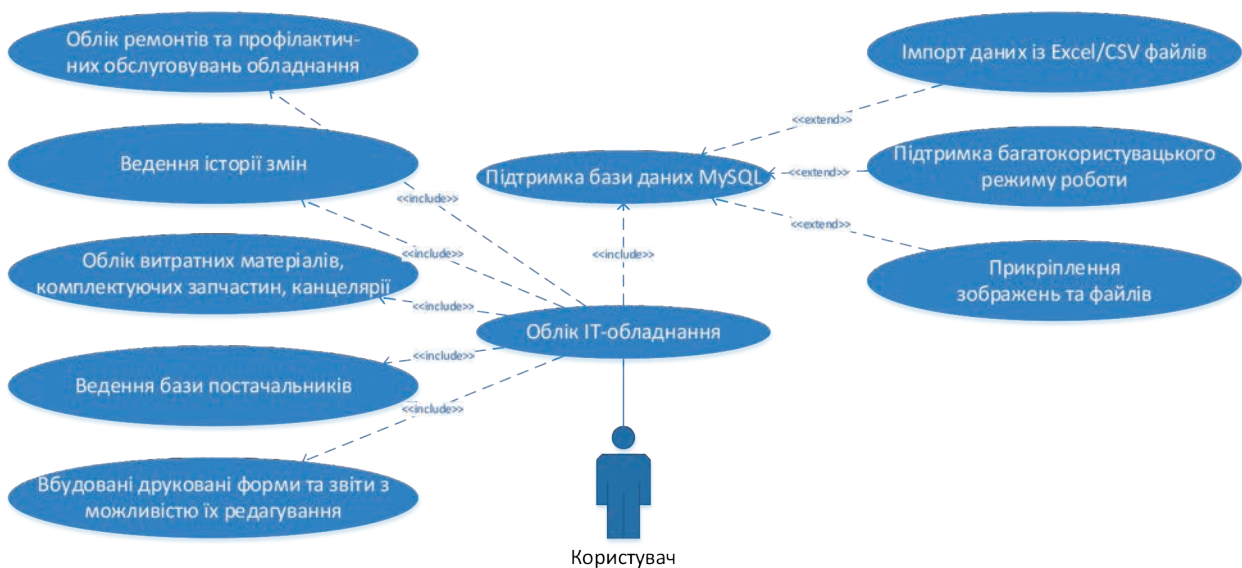 Облік ремонтів та профілактич-
них обслуговувань обладнання
Ведення історії змін
Облік витратних матеріалів,
комплектуючих запчастин, канцелярії
Ведення бази постачальників
Вбудовані друковані форми та звіти з
можливістю їх редагування
<<include>>
<<include>>
<<include>>
<<include>>
<<include>>
Підтримка бази даних MySQL
<<include>>
Облік ІТ-обладнання
Користувач
<<extend>>
<<extend>>
<<extend>>
Імпорт даних із Excel/CSV файлів
Підтримка багатокористувацького
режиму роботи
Прикріплення
зображень та файлів